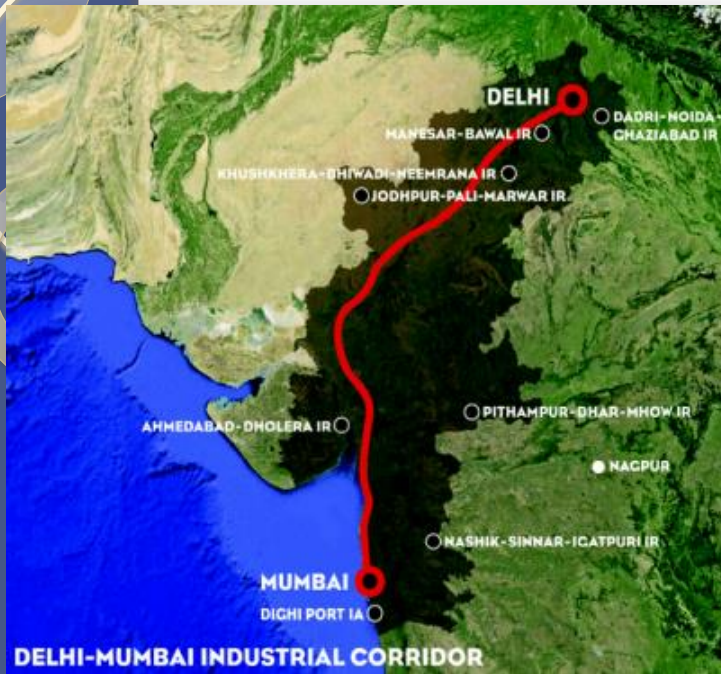 DELHI
DADRI-NOIDA-
GHAZIABAD IR
MANESAR-BAWAL IR
KHUSHKHERA-BHIWADI-NEEMRANA IR
JODHPUR-PALI-MARWAR IR
AHMEDABAD-DHOLERA IR
PITHAMPUR-DHAR-MHOW IR
NAGPUR
NASHIK-SINNAR-IGATPURI IR
MUMBAI
DIGHI PORT IA
DELHI-MUMBAI INDUSTRIAL CORRIDOR